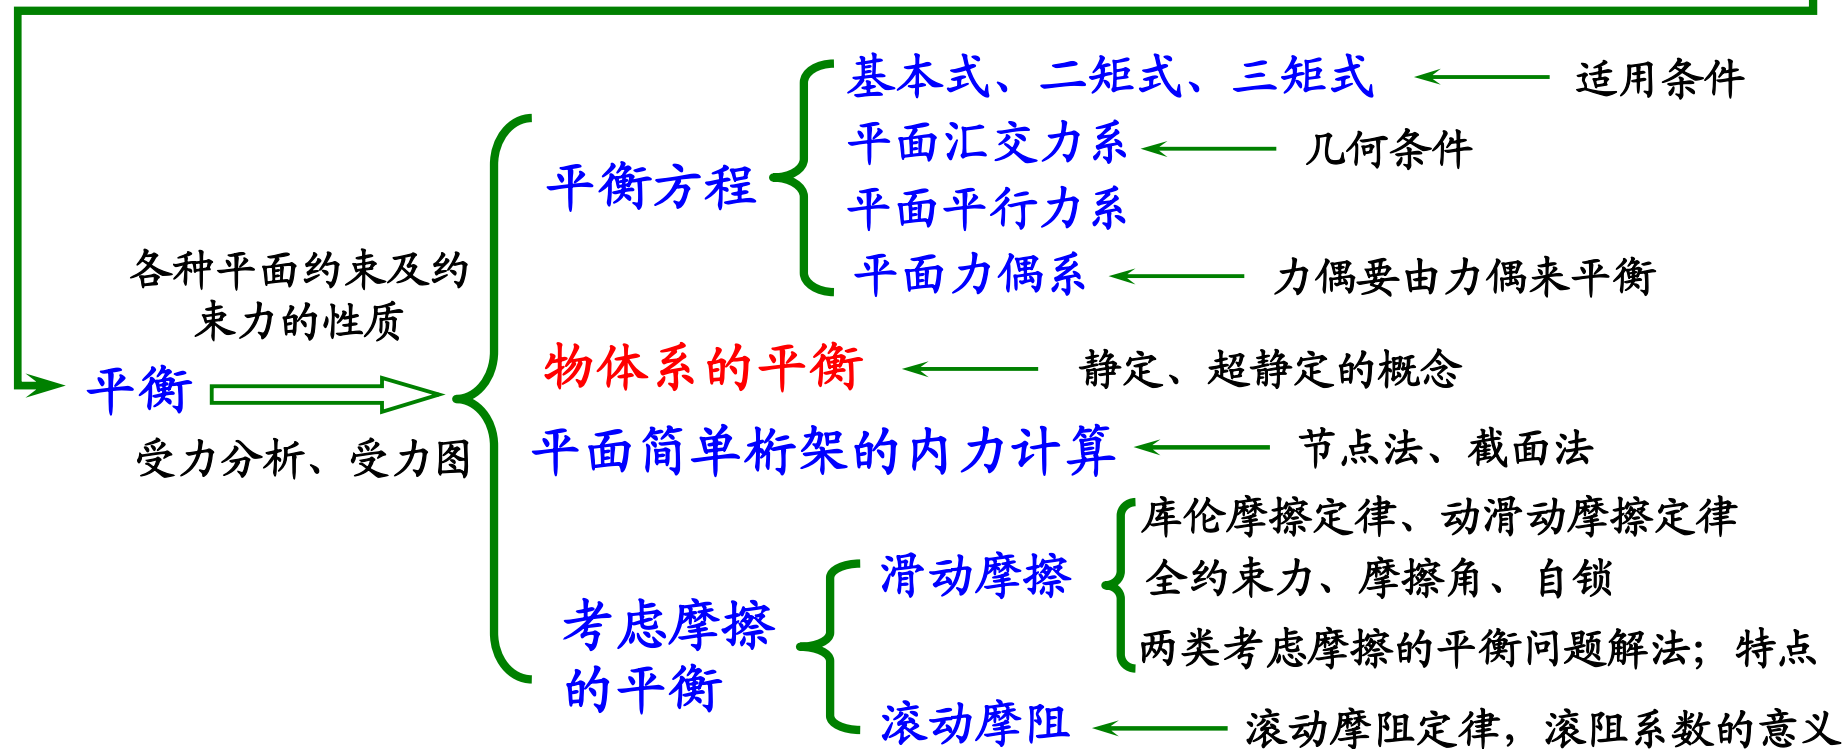 基本式、二矩式、三矩式 适用条件
平面汇交力系 几何条件
平衡方程
平面平行力系
平面力偶系 力偶要由力偶来平衡
各种平面约束及约
束力的性质
物体系的平衡 静定、超静定的概念
平衡
受力分析、受力图
平面简单桁架的内力计算 节点法、截面法
库伦摩擦定律、动滑动摩擦定律
滑动摩擦
全约束力、摩擦角、自锁
考虑摩擦
的平衡
两类考虑摩擦的平衡问题解法；特点
滚动摩阻 滚动摩阻定律，滚阻系数的意义